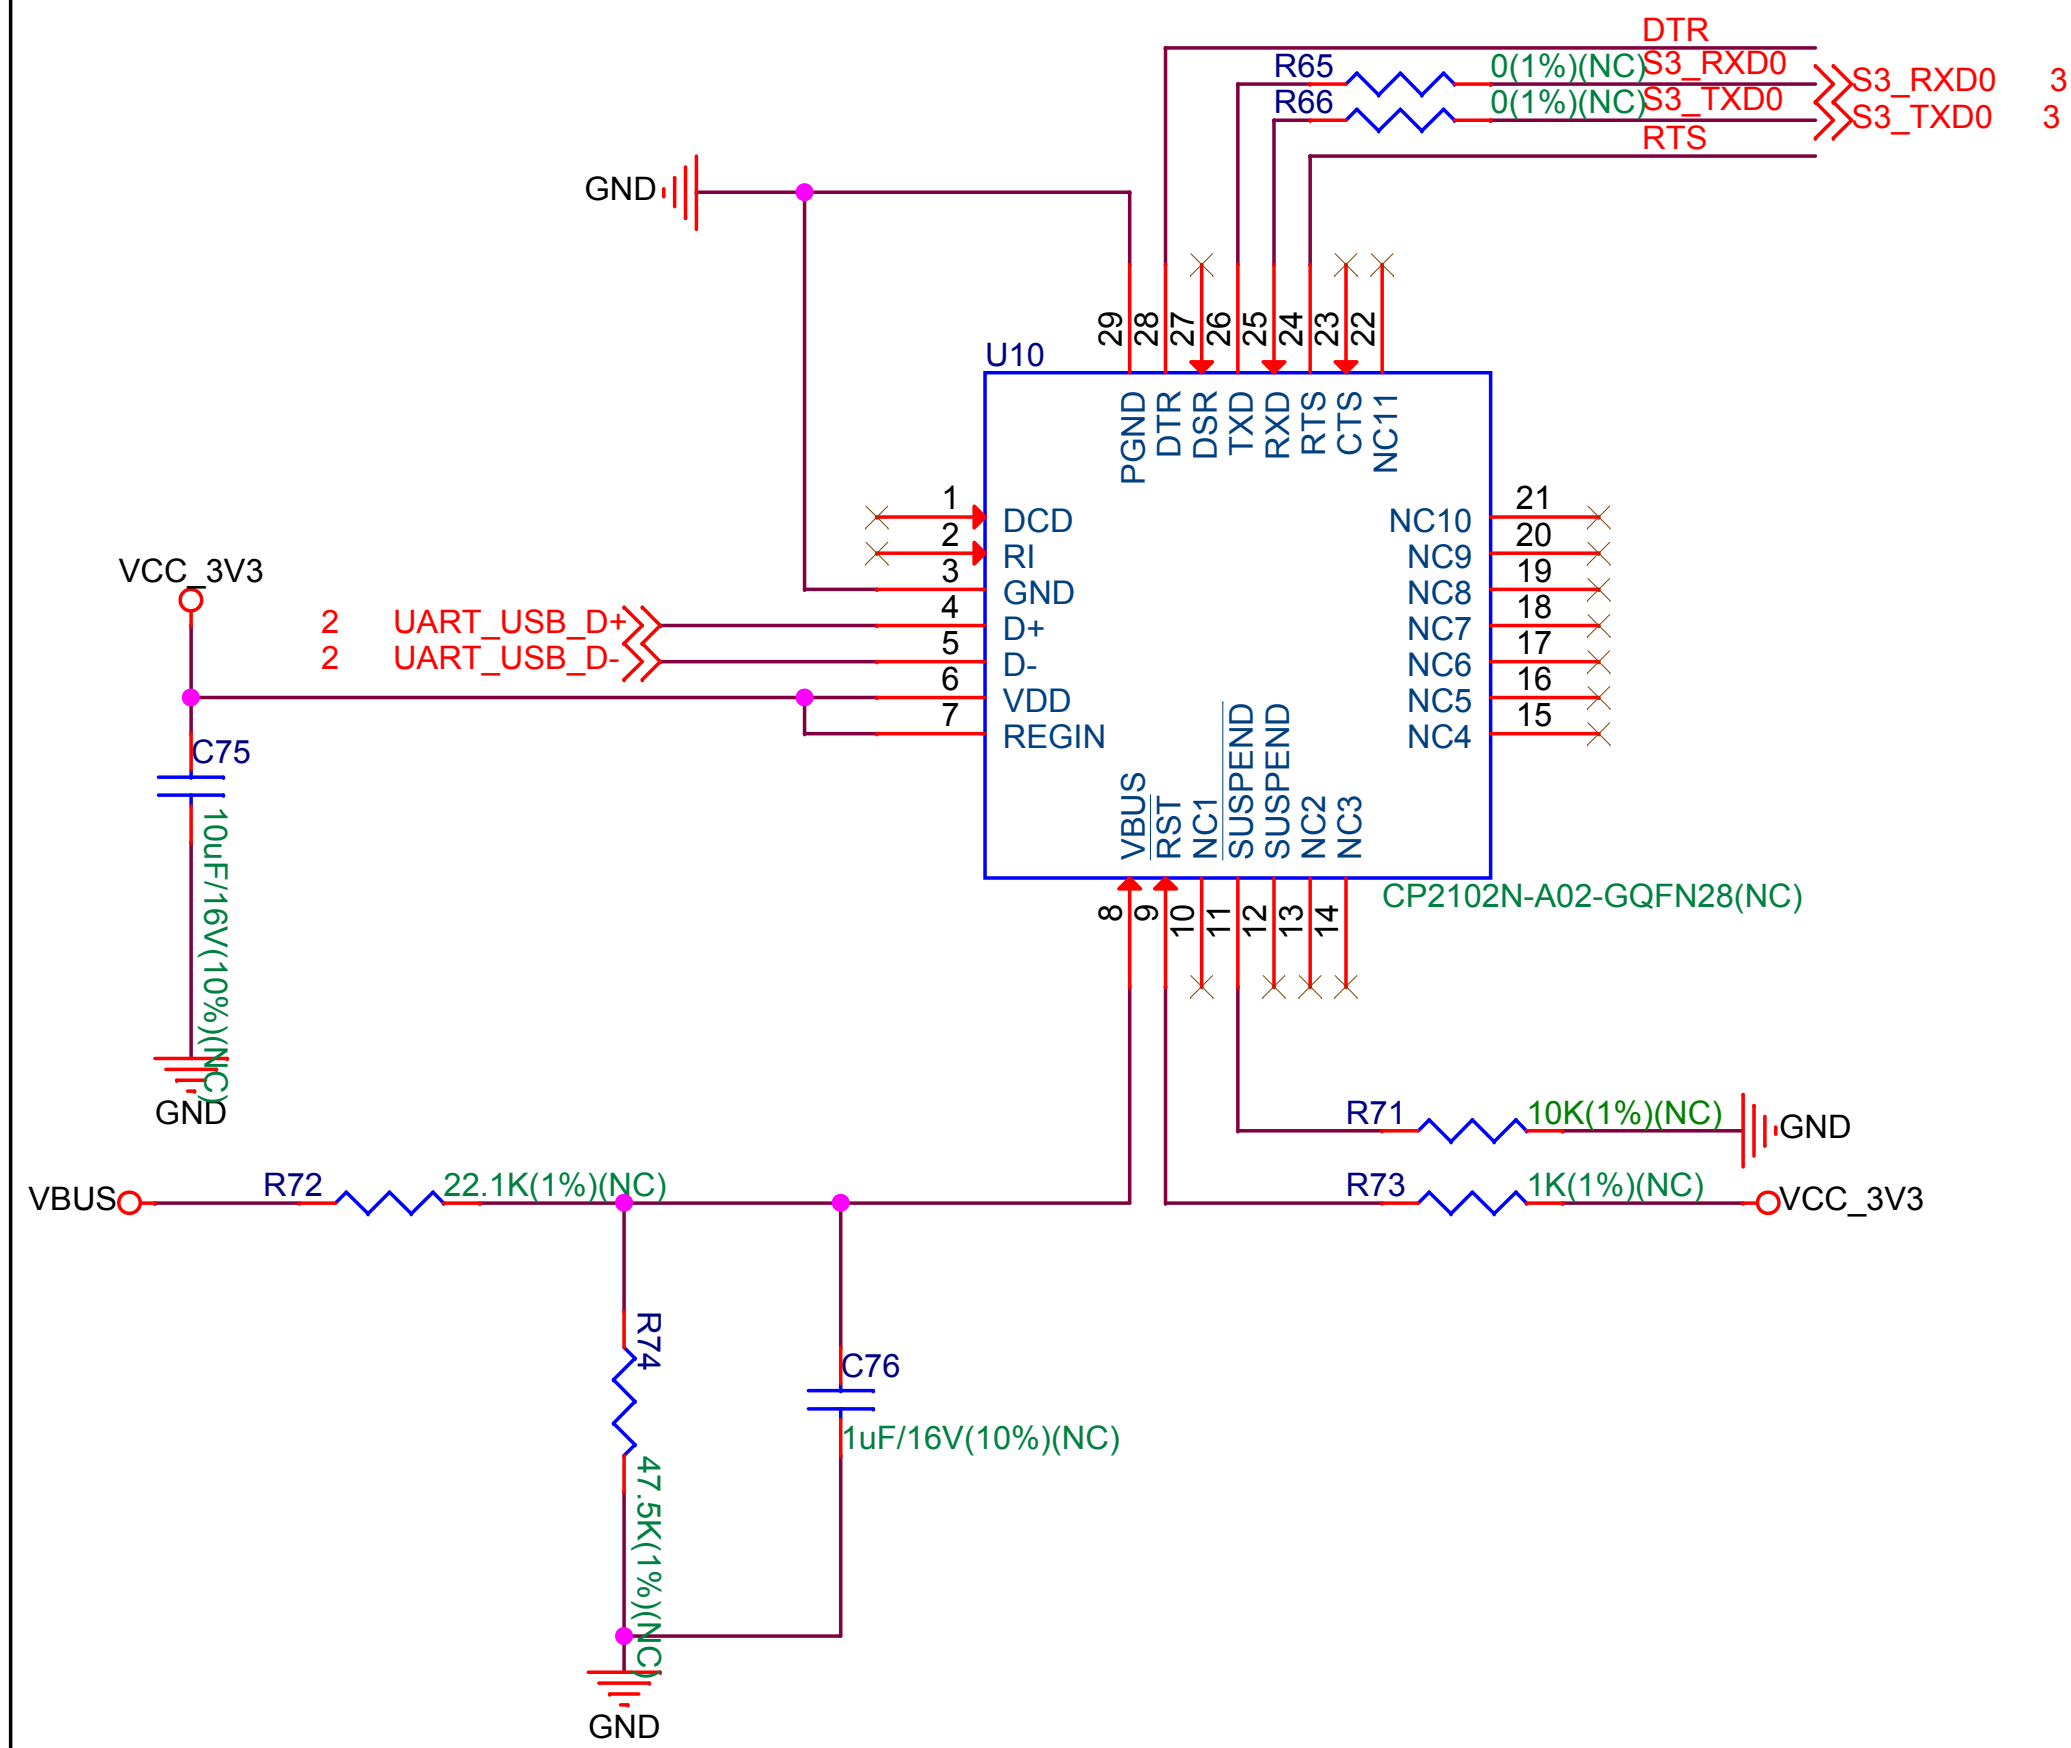 DTR
R65 0(1%)(NC) S3_RXD0
S3_RXD0 3
R66 0(1%)(NC) S3_TXD0
S3_TXD0 3
RTS
GND
29 28 27 26 25 24 23 22
U10
PGND DTR DSR TXD RXD RTS CTS NC11
1 DCD
2 RI
3 GND
4 D+
5 D-
6 VDD
7 REGIN
NC10 21
NC9 20
NC8 19
NC7 18
NC6 17
NC5 16
NC4 15
VCC_3V3
2 UART_USB_D+
2 UART_USB_D-
C75
10uF/16V(10%)(NC)
GND
VBUS RST NC1 SUSPEND SUSPEND NC2 NC3
8 9 10 11 12 13 14
CP2102N-A02-GQFN28(NC)
R71 10K(1%)(NC) GND
VBUS R72 22.1K(1%)(NC)
R73 1K(1%)(NC) VCC_3V3
R74
47.5K(1%)(NC)
C76
1uF/16V(10%)(NC)
GND